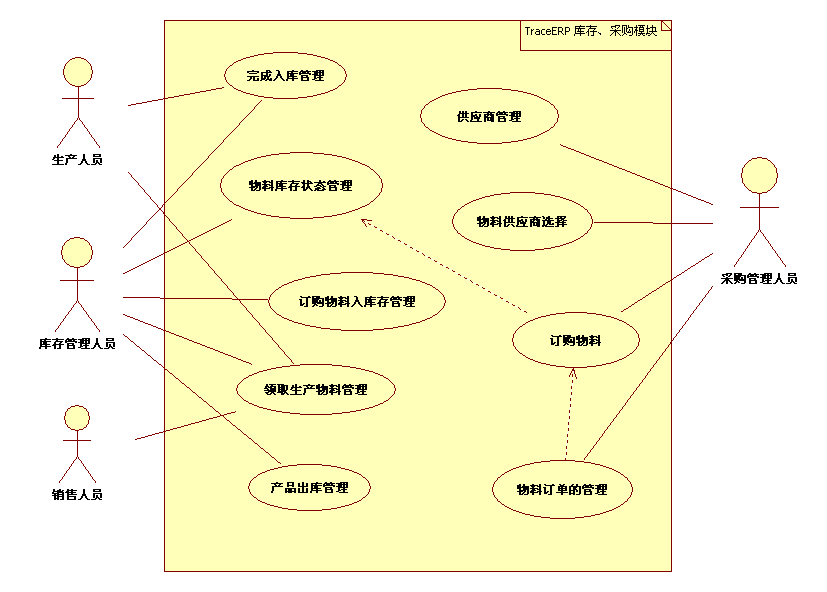 TraceERP 库存、采购模块
完成入库管理
供应商管理
生产人员
物料库存状态管理
物料供应商选择
采购管理人员
订购物料入库存管理
库存管理人员
订购物料
领取生产物料管理
产品出库管理
物料订单的管理
销售人员